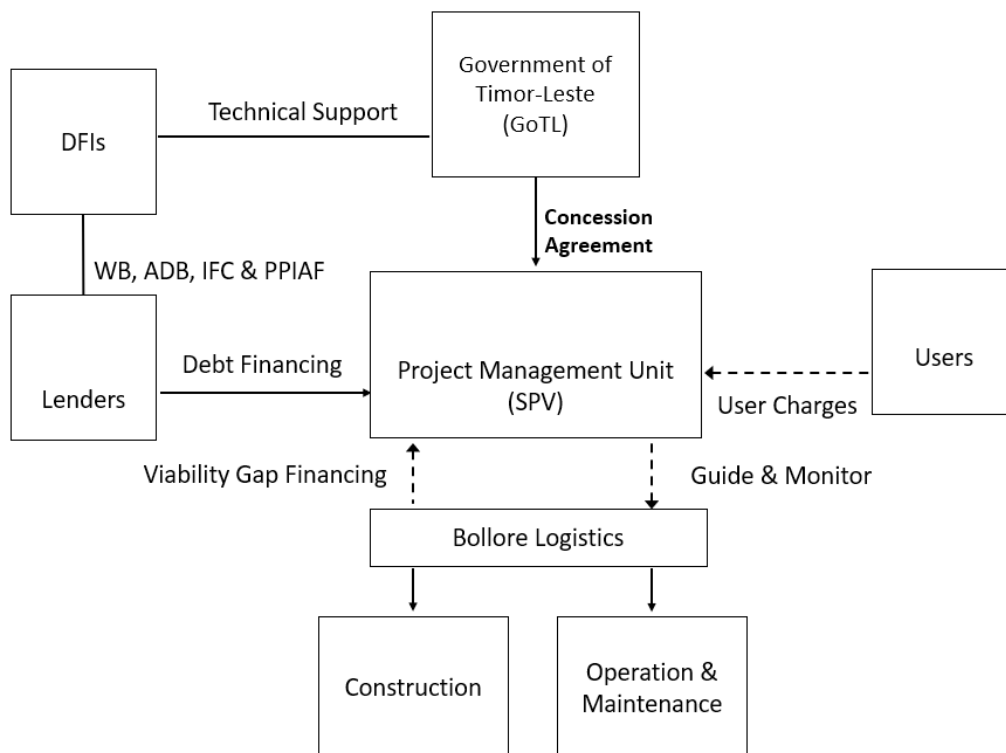 Government of
Timor-Leste
(GoTL)
Technical Support
DFIs
Concession
Agreement
WB, ADB, IFC & PPIAF
Debt Financing
Lenders
Project Management Unit
(SPV)
Users
User Charges
Viability Gap Financing
Guide & Monitor
Bollore Logistics
Construction
Operation &
Maintenance